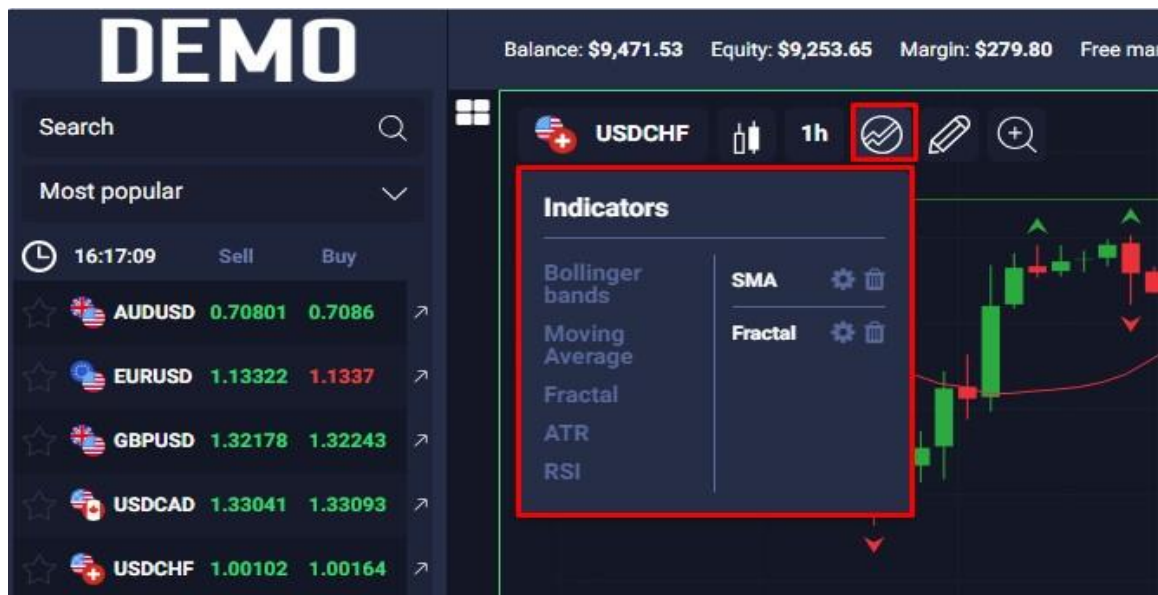 DEMO
Balance: $9,471.53 Equity: $9,253.65 Margin: $279.80 Free mar
Search
Most popular
16:17:09 Sell Buy
AUDUSD 0.70801 0.7086
EURUSD 1.13322 1.1337
GBPUSD 1.32178 1.32243
USDCAD 1.33041 1.33093
USDCHF 1.00102 1.00164
USDCHF 1h
Indicators
Bollinger
bands
Moving
Average
Fractal
ATR
RSI
SMA
Fractal